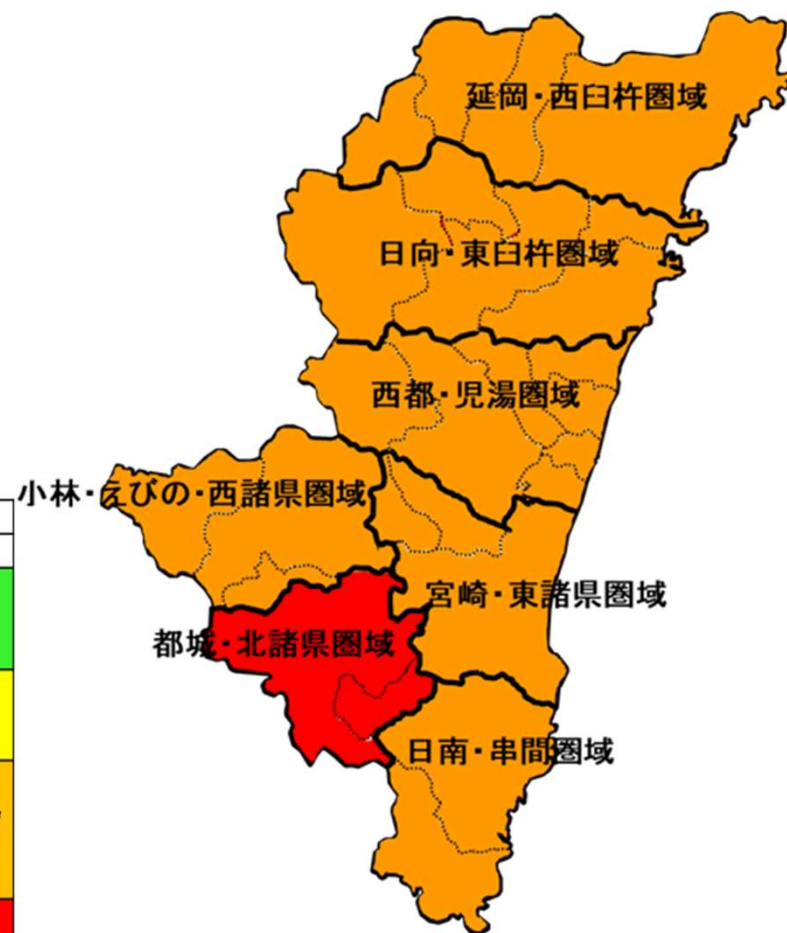 延岡・西臼杵圏域
日向・東臼杵圏域
西都・児湯圏域
小林・えびの・西諸県圏域
宮崎・東諸県圏域
都城・北諸県圏域
日南・串間圏域